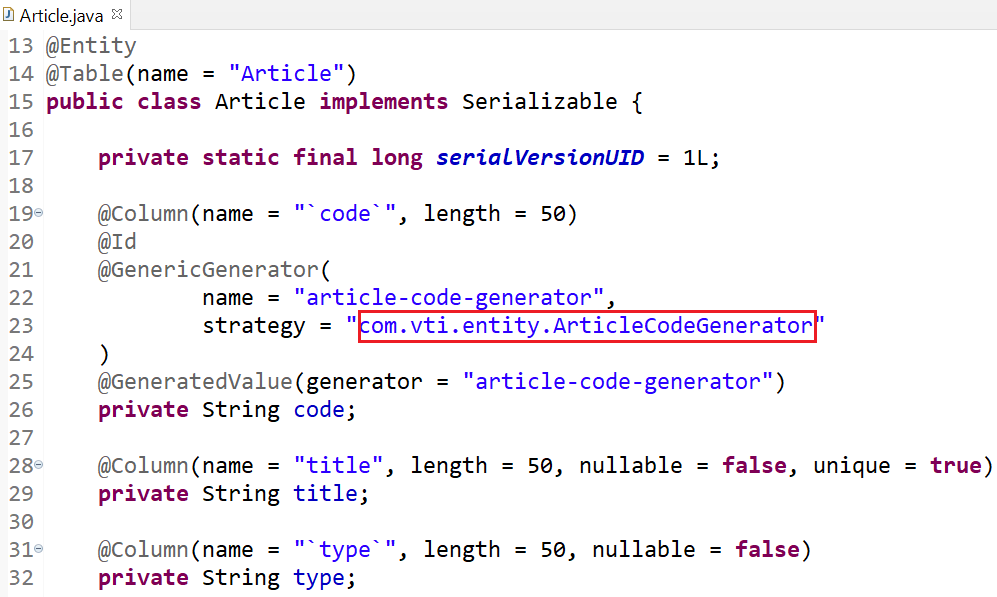 Article.java
13 @Entity
14 @Table(name = "Article")
15 public class Article implements Serializable {
16
17     private static final long serialVersionUID = 1L;
18
19     @Column(name = "`code`", length = 50)
20     @Id
21     @GenericGenerator(
22             name = "article-code-generator",
23             strategy = "com.vti.entity.ArticleCodeGenerator"
24     )
25     @GeneratedValue(generator = "article-code-generator")
26     private String code;
27
28     @Column(name = "title", length = 50, nullable = false, unique = true)
29     private String title;
30
31     @Column(name = "`type`", length = 50, nullable = false)
32     private String type;